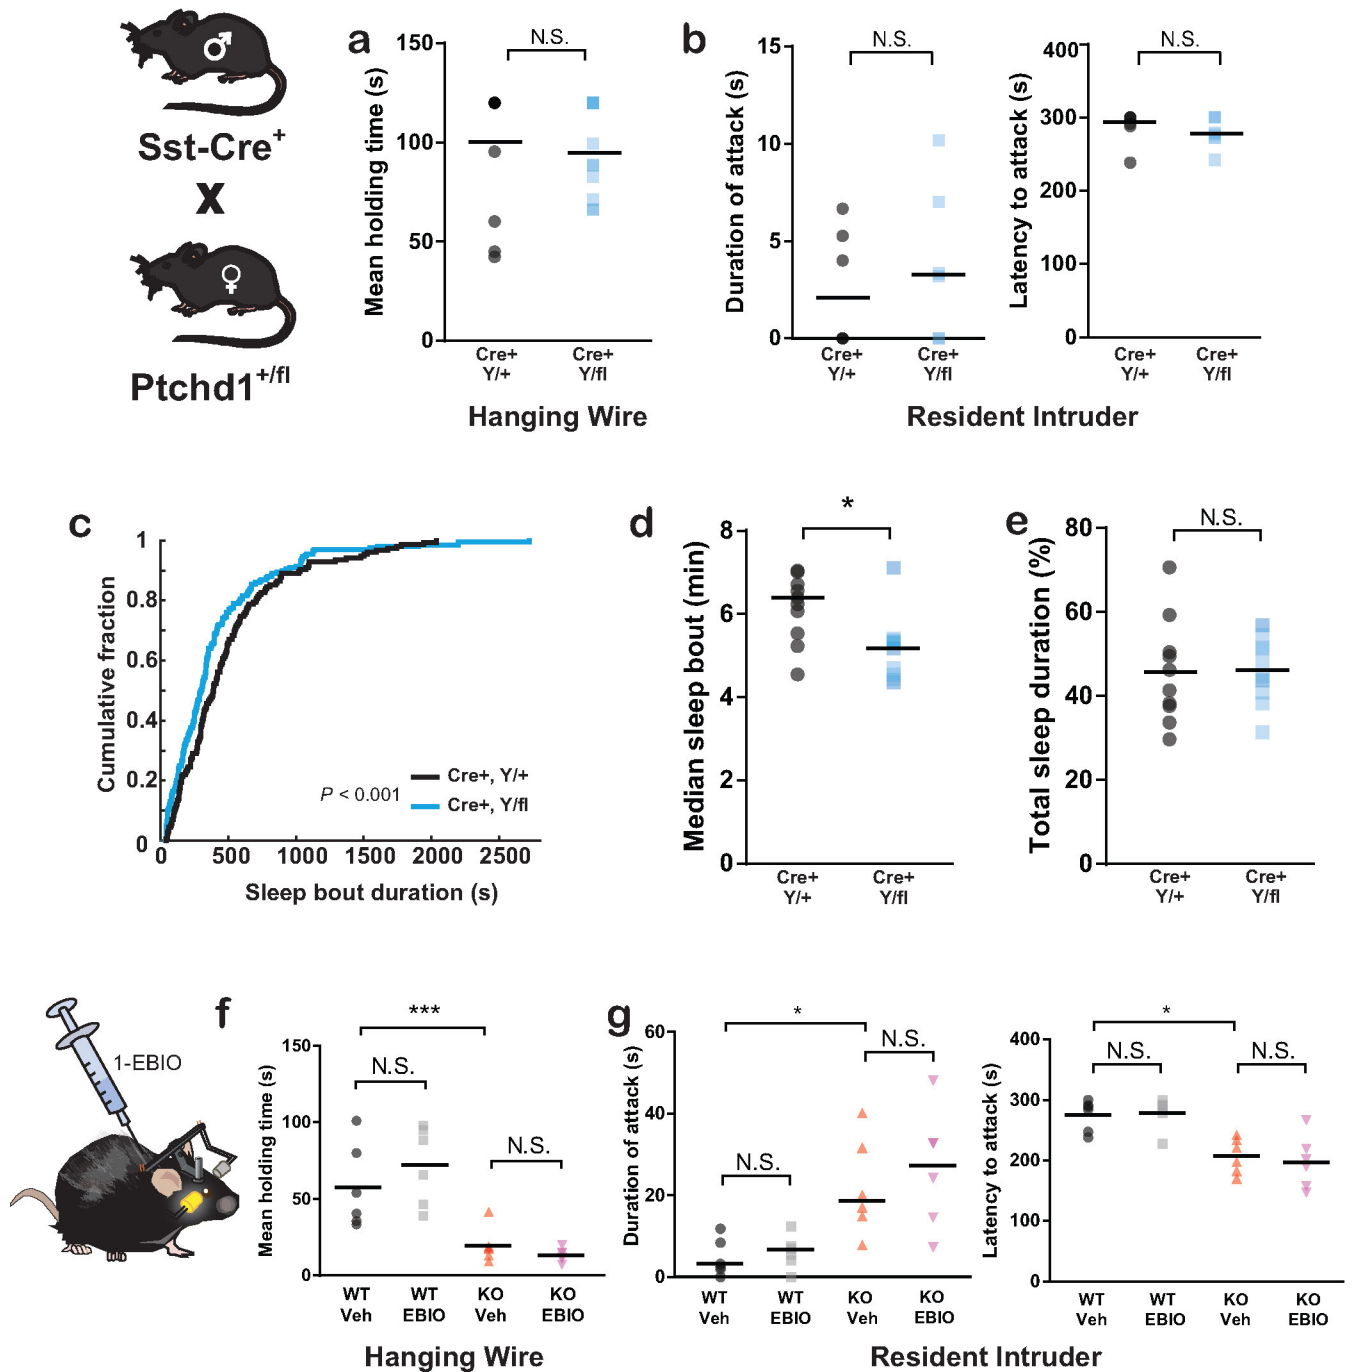 Sst-Cre+
X
Ptchd1+/fl
a
Mean holding time (s)
150
100
50
0
N.S.
Cre+ Y/+
Cre+ Y/fl
Hanging Wire
b
Duration of attack (s)
15
10
5
0
N.S.
Cre+ Y/+
Cre+ Y/fl
Latency to attack (s)
400
300
200
100
0
N.S.
Cre+ Y/+
Cre+ Y/fl
Resident Intruder
c
Cumulative fraction
1
0.8
0.6
0.4
0.2
0
0 500 1000 1500 2000 2500
Sleep bout duration (s)
P < 0.001
Cre+, Y/+
Cre+, Y/fl
d
Median sleep bout (min)
8
6
4
2
0
*
Cre+ Y/+
Cre+ Y/fl
e
Total sleep duration (%)
80
60
40
20
0
N.S.
Cre+ Y/+
Cre+ Y/fl
1-EBIO
f
Mean holding time (s)
150
100
50
0
***
N.S.
N.S.
WT Veh
WT EBIO
KO Veh
KO EBIO
Hanging Wire
g
Duration of attack (s)
60
40
20
0
*
N.S.
N.S.
WT Veh
WT EBIO
KO Veh
KO EBIO
Latency to attack (s)
400
300
200
100
0
*
N.S.
N.S.
WT Veh
WT EBIO
KO Veh
KO EBIO
Resident Intruder